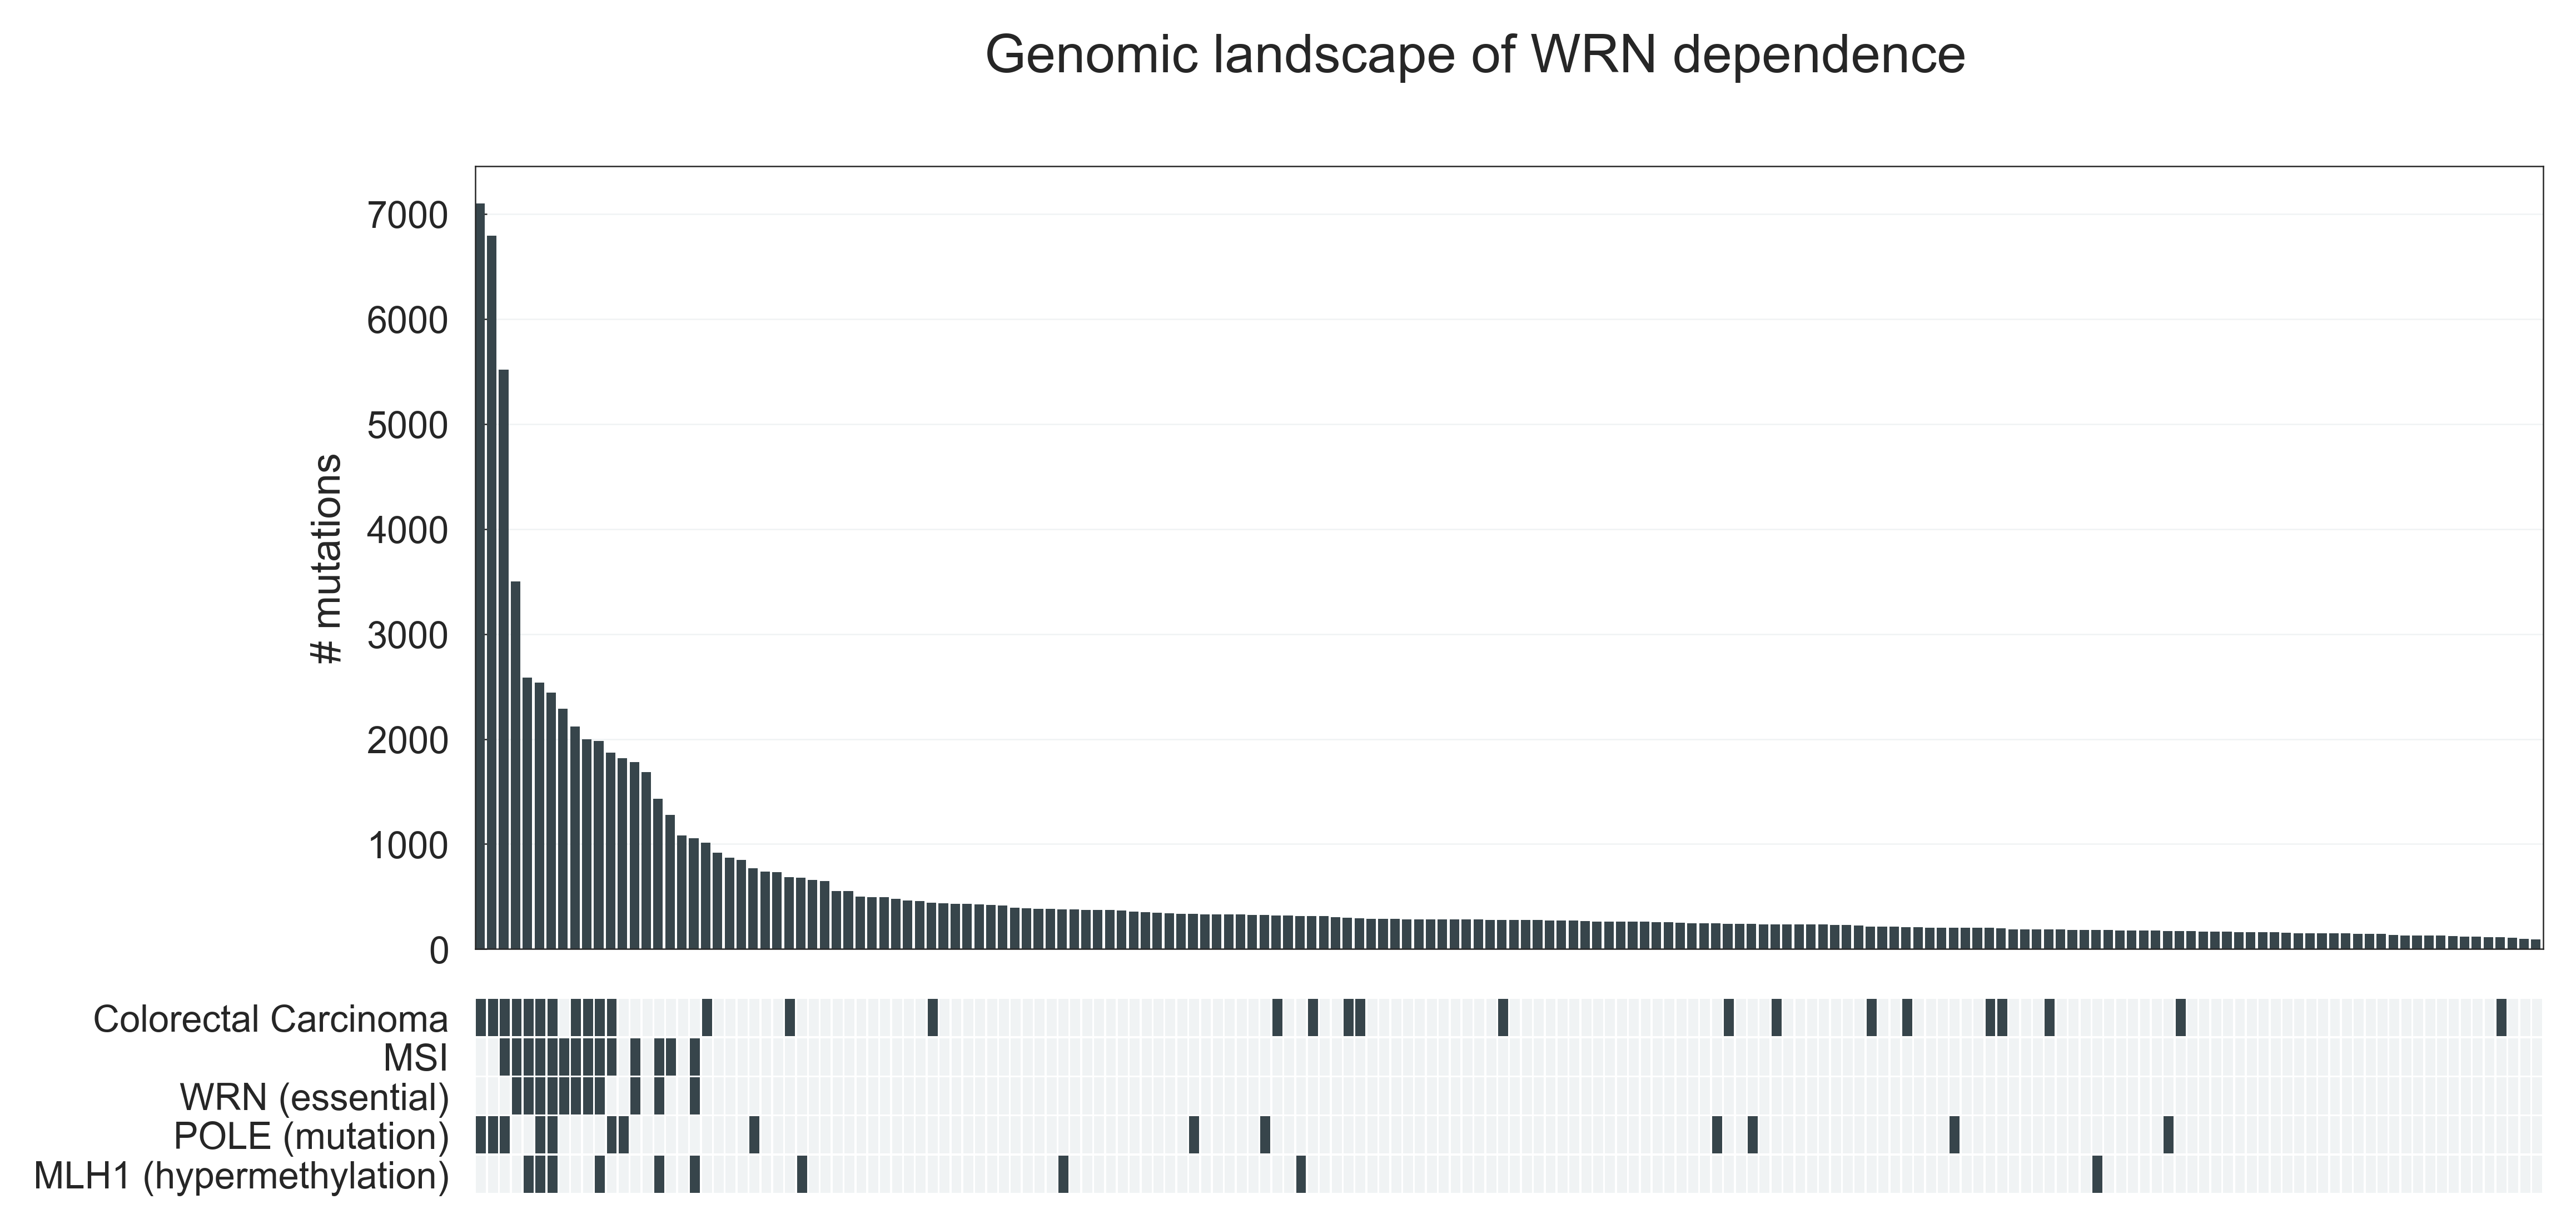 Genomic landscape of WRN dependence
# mutations
7000
6000
5000
4000
3000
2000
1000
0
Colorectal Carcinoma
MSI
WRN (essential)
POLE (mutation)
MLH1 (hypermethylation)